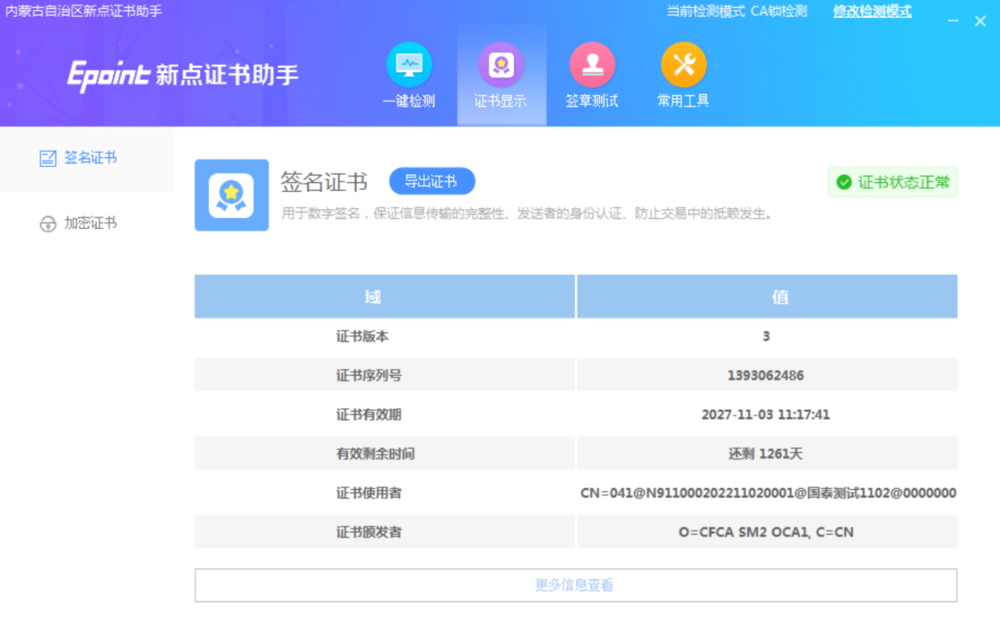 内蒙古自治区新点证书助手
当前检测模式 CA锁检测 修改检测模式
Epoint 新点证书助手
一键检测 证书显示 签章测试 常用工具
签名证书
加密证书
签名证书 导出证书 证书状态正常
用于数字签名，保证信息传输的完整性、发送者的身份认证、防止交易中的抵赖发生。
域 值
证书版本 3
证书序列号 1393062486
证书有效期 2027-11-03 11:17:41
有效剩余时间 还剩 1261天
证书使用者 CN=041@N911000202211020001@国泰测试1102@0000000
证书颁发者 O=CFCA SM2 OCA1, C=CN
更多信息查看